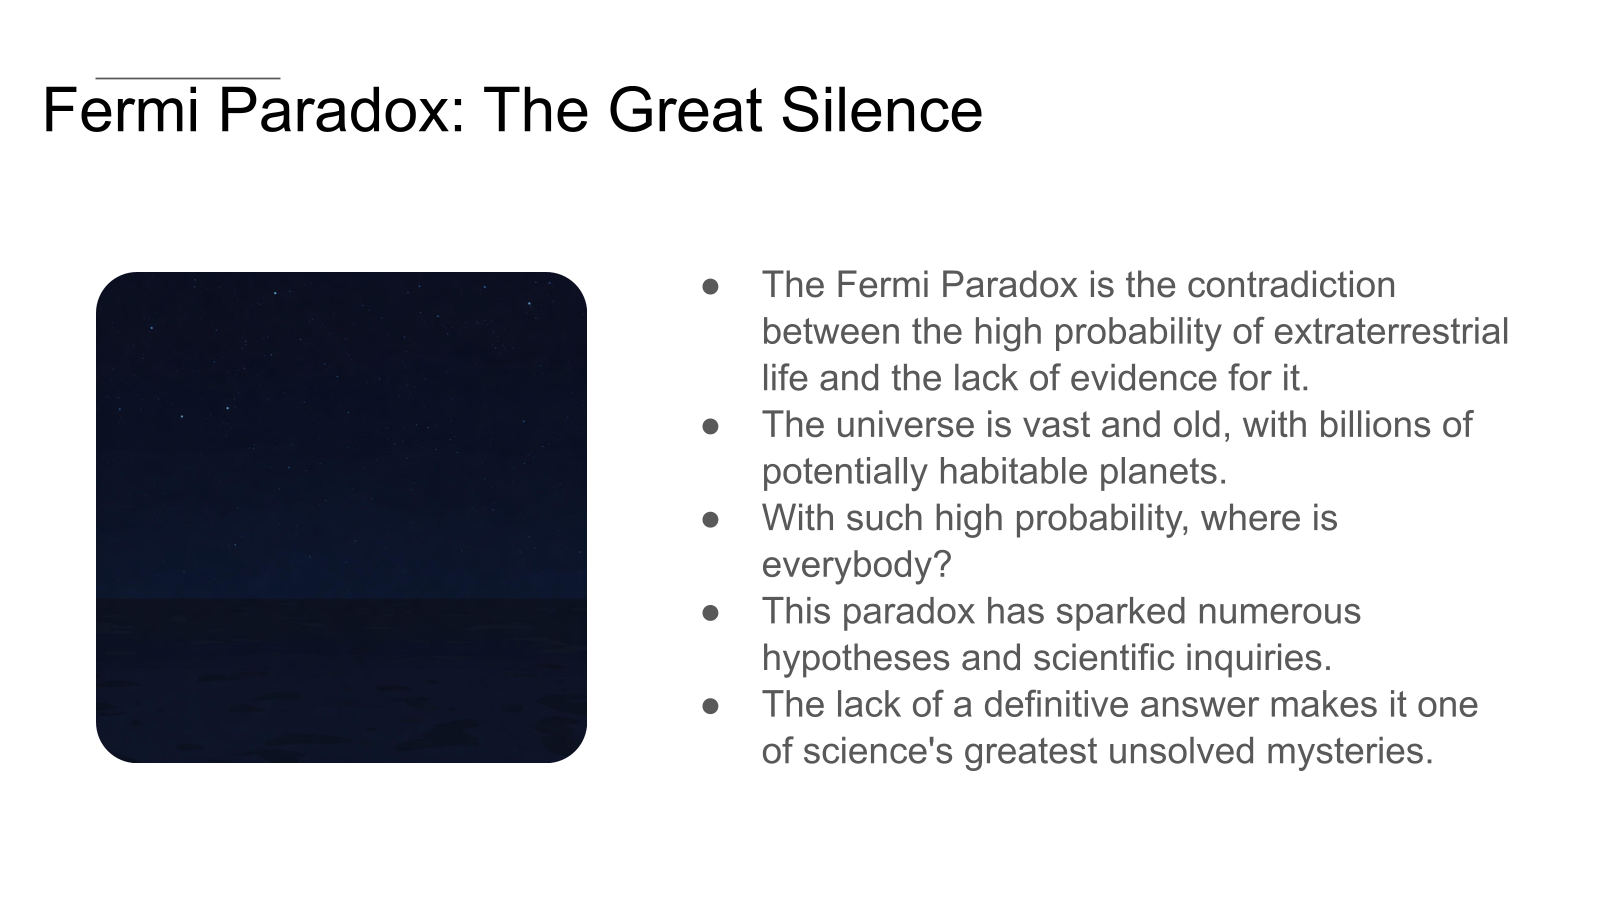 Fermi Paradox: The Great Silence
● The Fermi Paradox is the contradiction
between the high probability of extraterrestrial
life and the lack of evidence for it.
● The universe is vast and old, with billions of
potentially habitable planets.
● With such high probability, where is
everybody?
● This paradox has sparked numerous
hypotheses and scientific inquiries.
● The lack of a definitive answer makes it one
of science's greatest unsolved mysteries.